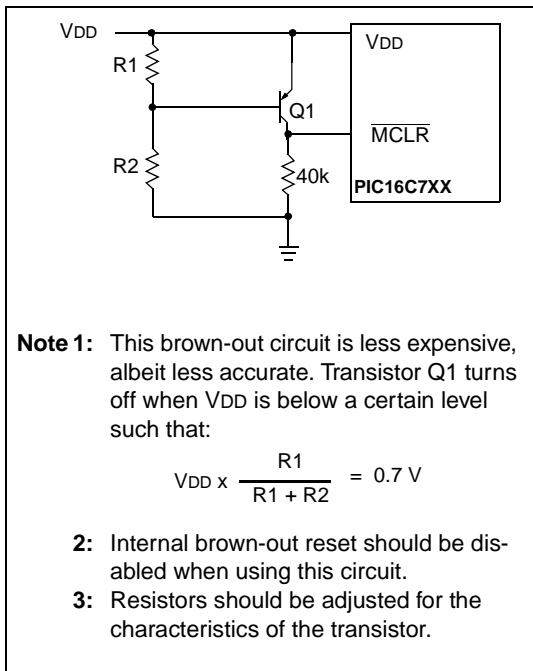 VDD
VDD
R1
Q1
MCLR
R2
40k
PIC16C7XX
Note 1: This brown-out circuit is less expensive,
albeit less accurate. Transistor Q1 turns
off when VDD is below a certain level
such that:
VDD x R1 / R1 + R2 = 0.7 V
2: Internal brown-out reset should be dis-
abled when using this circuit.
3: Resistors should be adjusted for the
characteristics of the transistor.